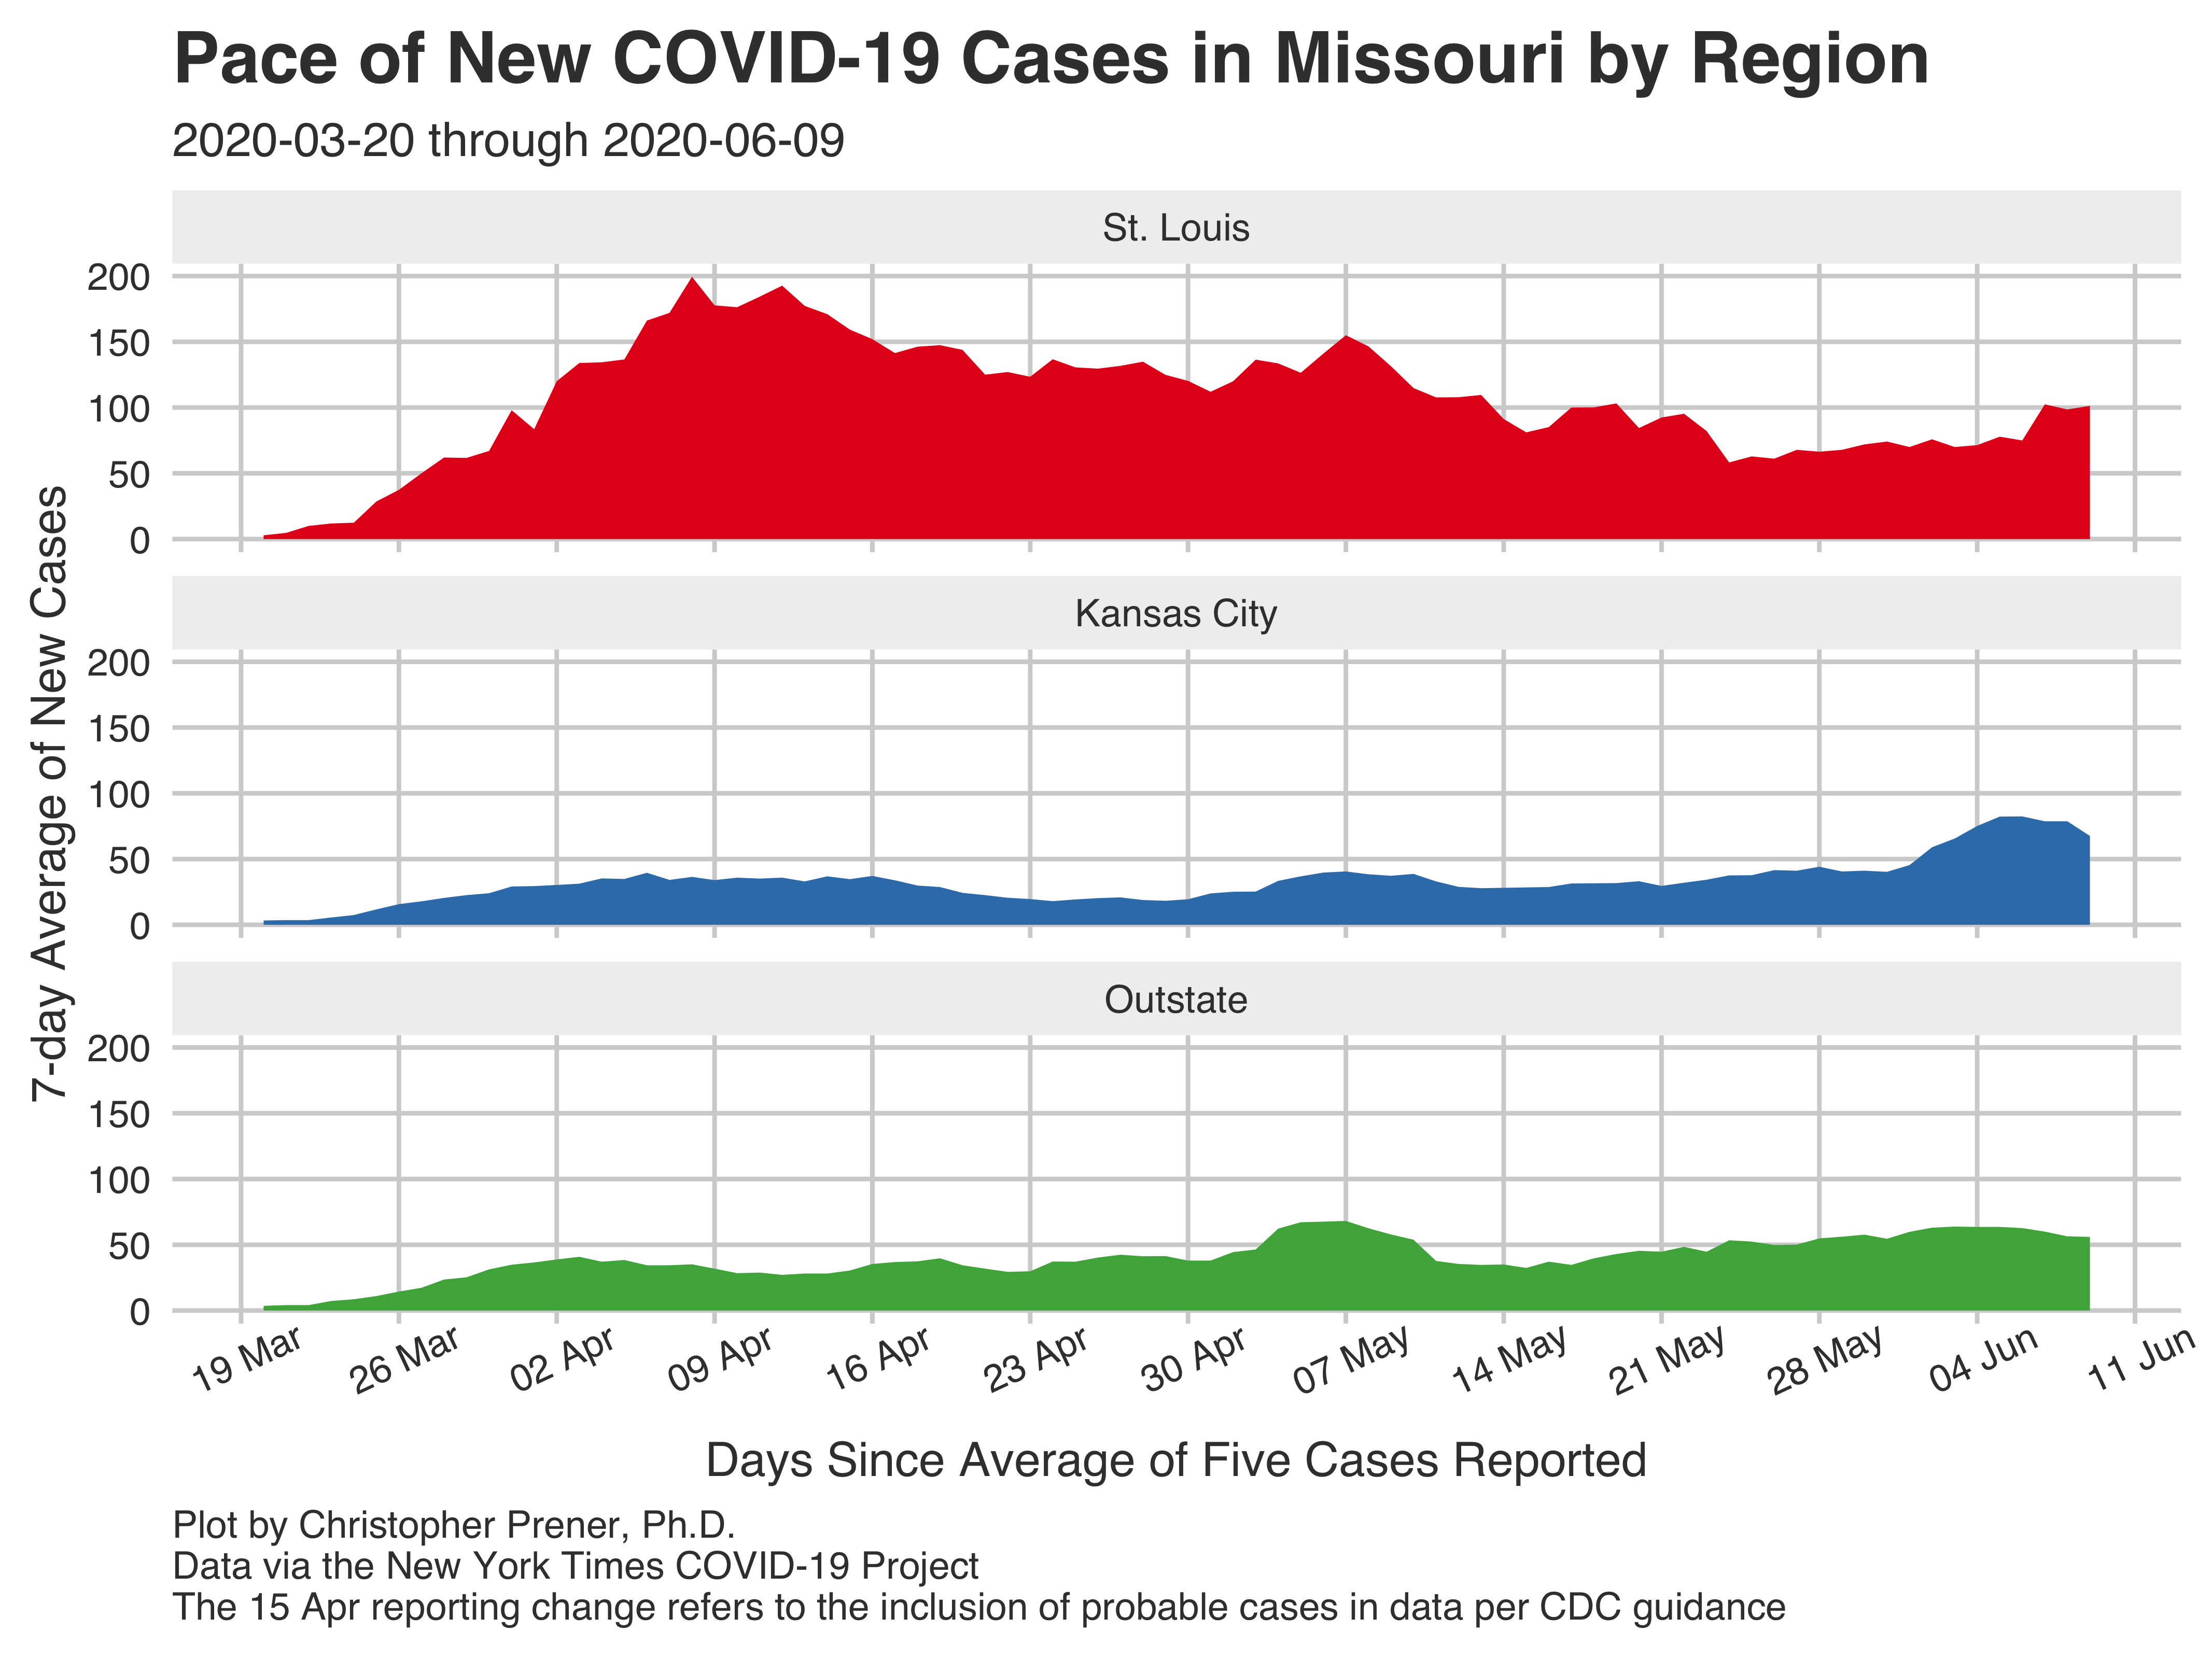 Pace of New COVID-19 Cases in Missouri by Region
2020-03-20 through 2020-06-09
St. Louis
200
150
100
50
0
Kansas City
200
150
100
50
0
Outstate
200
150
100
50
0
7-day Average of New Cases
19 Mar
26 Mar
02 Apr
09 Apr
16 Apr
23 Apr
30 Apr
07 May
14 May
21 May
28 May
04 Jun
11 Jun
Days Since Average of Five Cases Reported
Plot by Christopher Prener, Ph.D.
Data via the New York Times COVID-19 Project
The 15 Apr reporting change refers to the inclusion of probable cases in data per CDC guidance